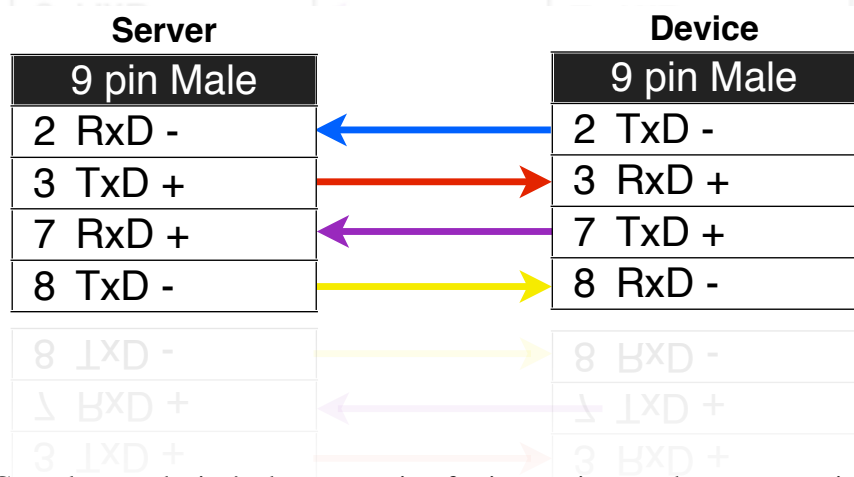 Server
9 pin Male
2 RxD -
3 TxD +
7 RxD +
8 TxD -
Device
9 pin Male
2 TxD -
3 RxD +
7 TxD +
8 RxD -